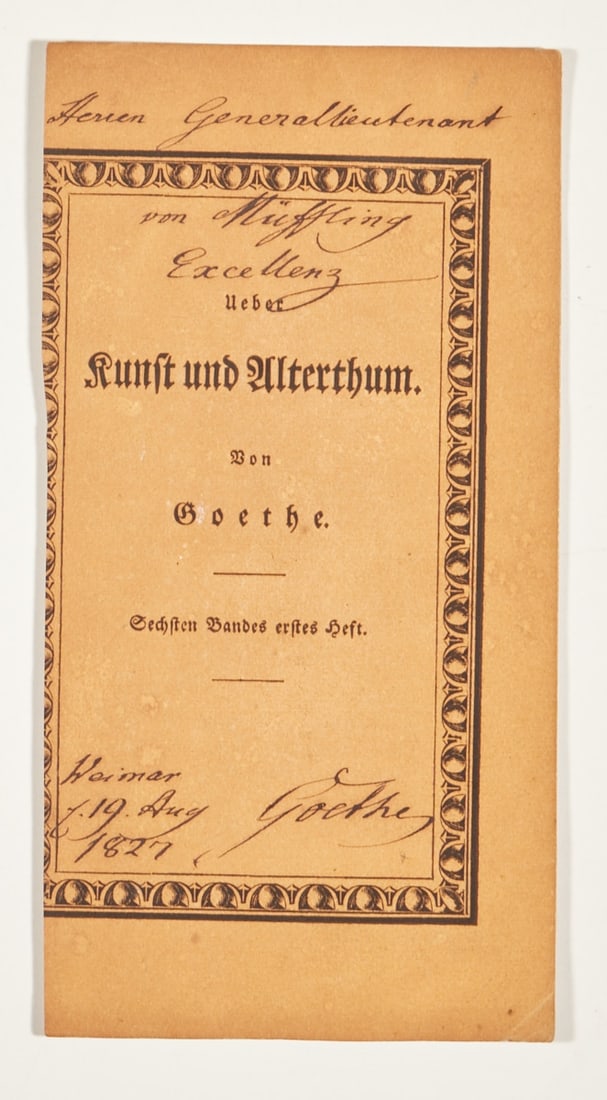 Herren Generallieutenant
von Müffling
Excellenz
Ueber
Kunst und Alterthum.
Von
Goethe.
Sechsten Bandes erstes Heft.
Weimar
d. 19. Aug
1827
Goethe